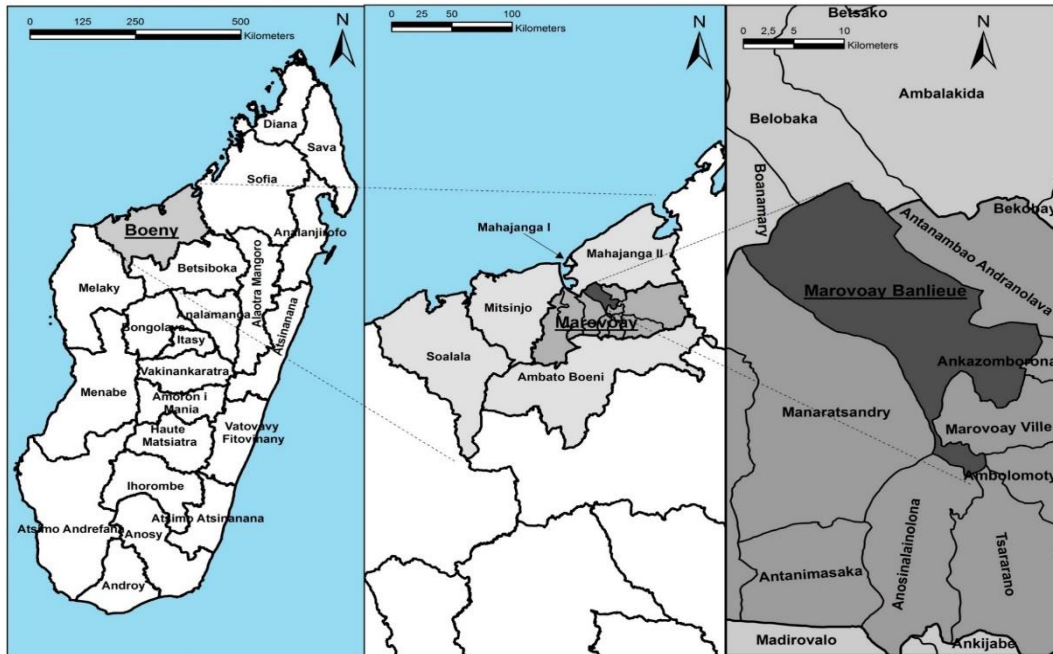 N
0 250 500
Kilometers
Diana
Sava
Sofia
Boeny
Analanjirofo
Betsiboka
Alaotra Mangoro
Melaky
Analamanga
Bongolava
Itasy
Atsinanana
Vakinankaratra
Menabe
Amoron i
Mania
Haute
Matsiatra
Vatovavy
Fitovinany
Ihorombe
Atsimo Andrefana
Atsimo Atsinanana
Anosy
Androy
N
0 25 50 100
Kilometers
Mahajanga I
Mahajanga II
Mitsinjo
Marovoay
Soalala
Ambato Boeni
N
0 2,5 5 10
Kilometers
Betsako
Ambalakida
Belobaka
Boanamary
Bekobay
Antanambao Andranolava
Marovoay Banlieue
Ankazomborona
Manaratsandry
Marovoay Ville
Ambolomoty
Anosinalainolona
Tsararano
Antanimasaka
Madirovalo
Ankijabe